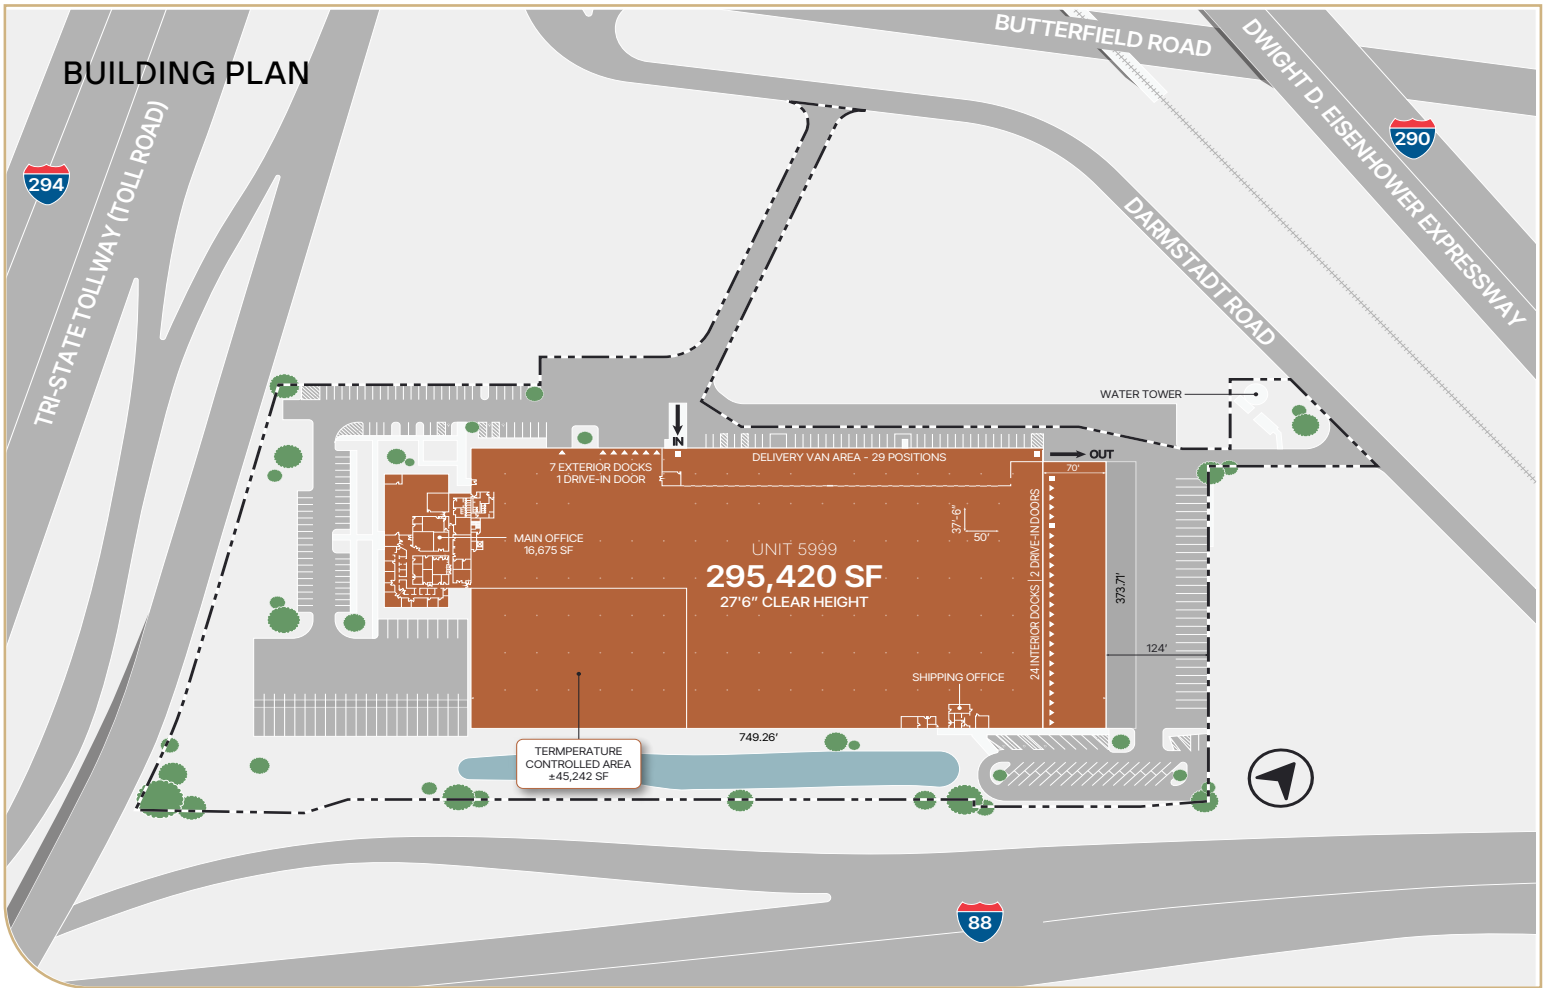 BUILDING PLAN
BUTTERFIELD ROAD
DWIGHT D. EISENHOWER EXPRESSWAY
290
294
TRI-STATE TOLLWAY (TOLL ROAD)
DARMSTADT ROAD
WATER TOWER
IN
7 EXTERIOR DOCKS
1 DRIVE-IN DOOR
DELIVERY VAN AREA - 29 POSITIONS
OUT
70'
MAIN OFFICE
16,675 SF
37'-6"
50'
UNIT 5999
295,420 SF
27'6" CLEAR HEIGHT
24 INTERIOR DOCKS | 2 DRIVE-IN DOORS
373.71'
124'
SHIPPING OFFICE
749.26'
TERMPERATURE
CONTROLLED AREA
±45,242 SF
88